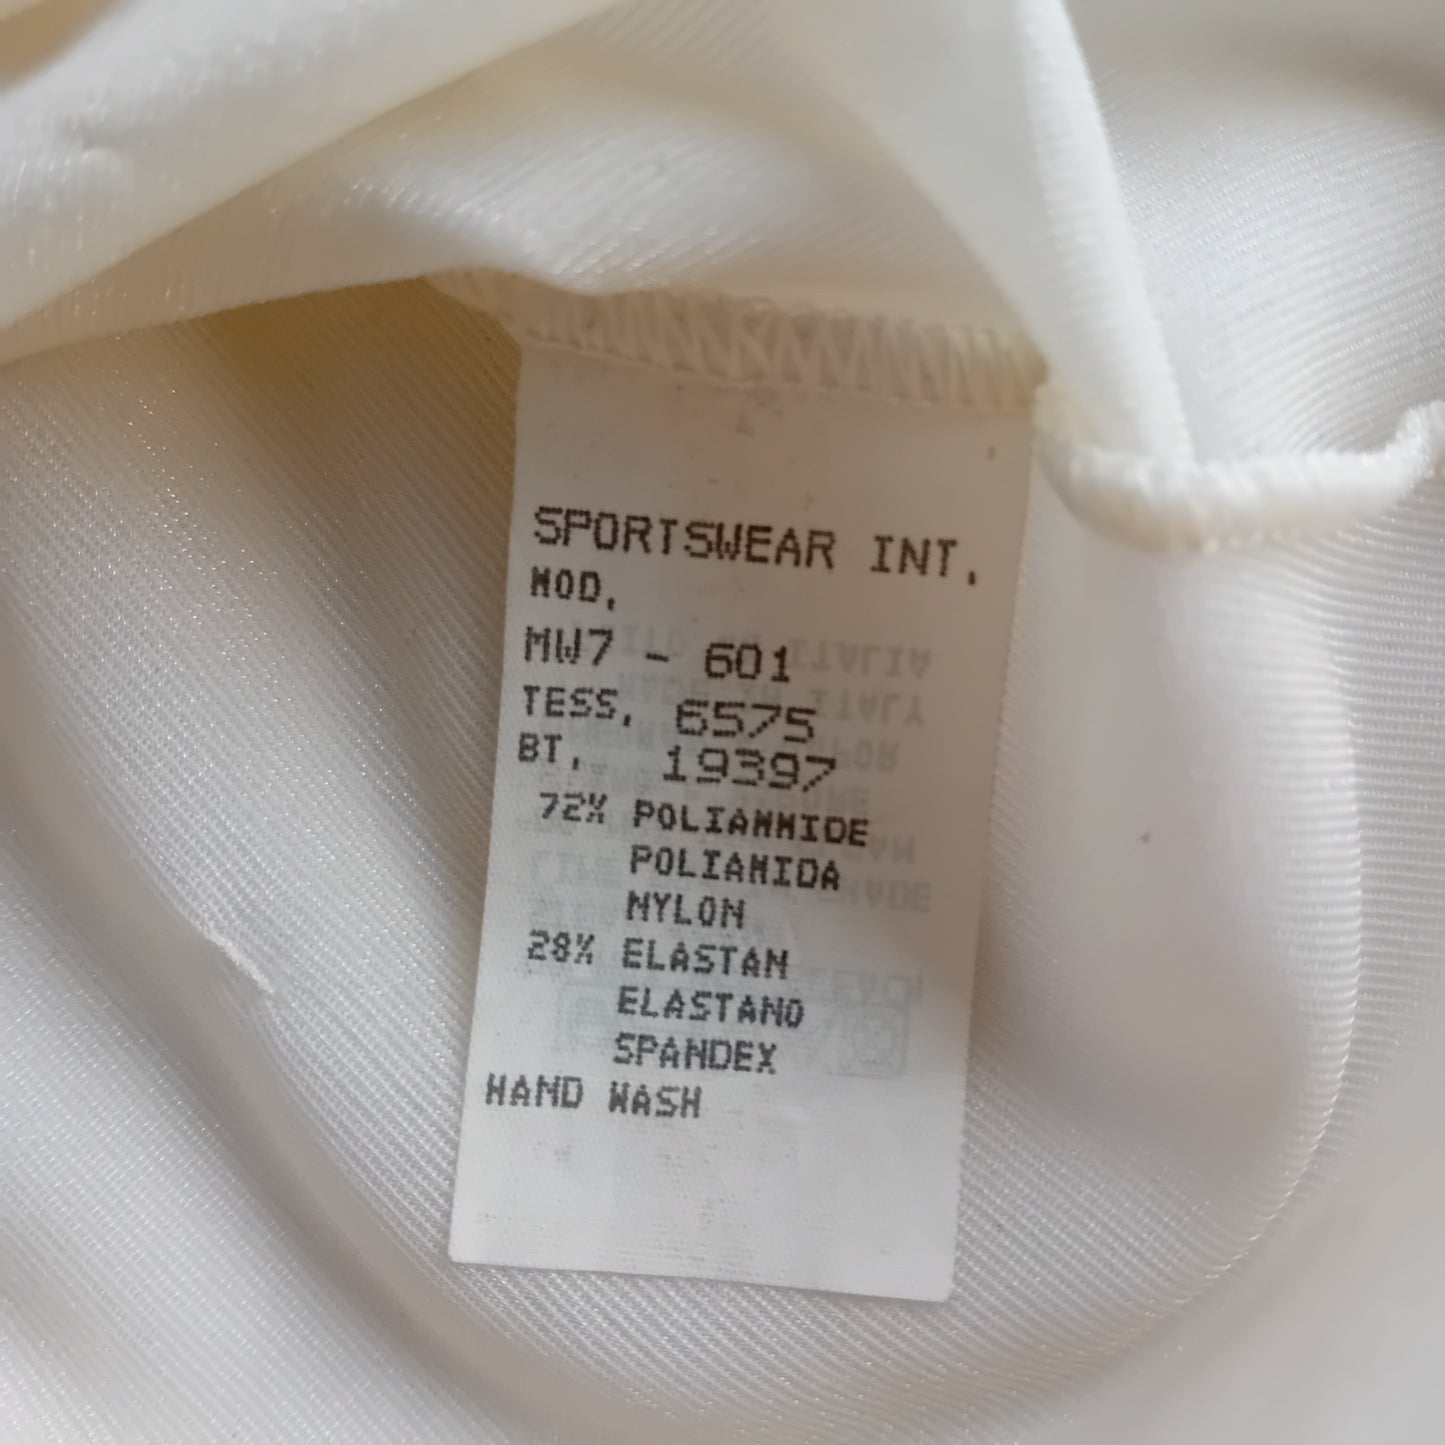 SPORTSWEAR INT.
MOD.
MW7 - 601
TESS. 6575
BT. 19397
72% POLIAMMIDE
POLIAMIDA
NYLON
28% ELASTAN
ELASTANO
SPANDEX
HAND WASH